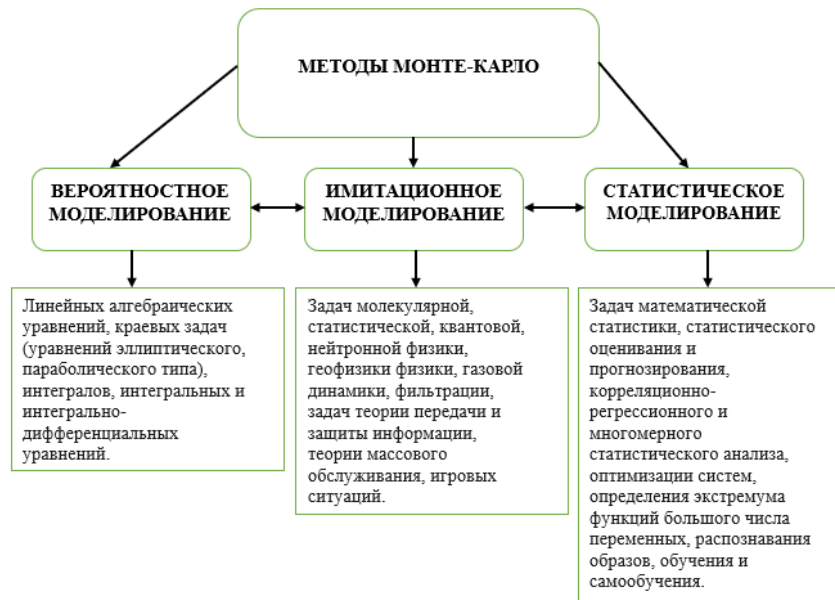 МЕТОДЫ МОНТЕ-КАРЛО
ВЕРОЯТНОСТНОЕ
МОДЕЛИРОВАНИЕ
ИМИТАЦИОННОЕ
МОДЕЛИРОВАНИЕ
СТАТИСТИЧЕСКОЕ
МОДЕЛИРОВАНИЕ
Линейных алгебраических
уравнений, краевых задач
(уравнений эллиптического,
параболического типа),
интегралов, интегральных и
интегрально-
дифференциальных
уравнений.
Задач молекулярной,
статистической, квантовой,
нейтронной физики,
геофизики физики, газовой
динамики, фильтрации,
задач теории передачи и
защиты информации,
теории массового
обслуживания, игровых
ситуаций.
Задач математической
статистики, статистического
оценивания и
прогнозирования,
корреляционно-
регрессионного и
многомерного
статистического анализа,
оптимизации систем,
определения экстремума
функций большого числа
переменных, распознавания
образов, обучения и
самообучения.